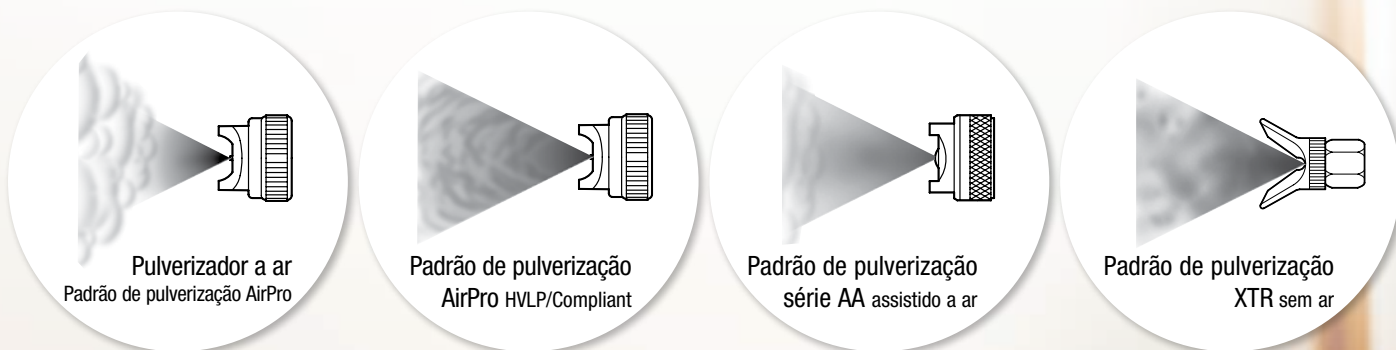 Pulverizador a ar
Padrão de pulverização AirPro
Padrão de pulverização
AirPro HVLP/Compliant
Padrão de pulverização
série AA assistido a ar
Padrão de pulverização
XTR sem ar